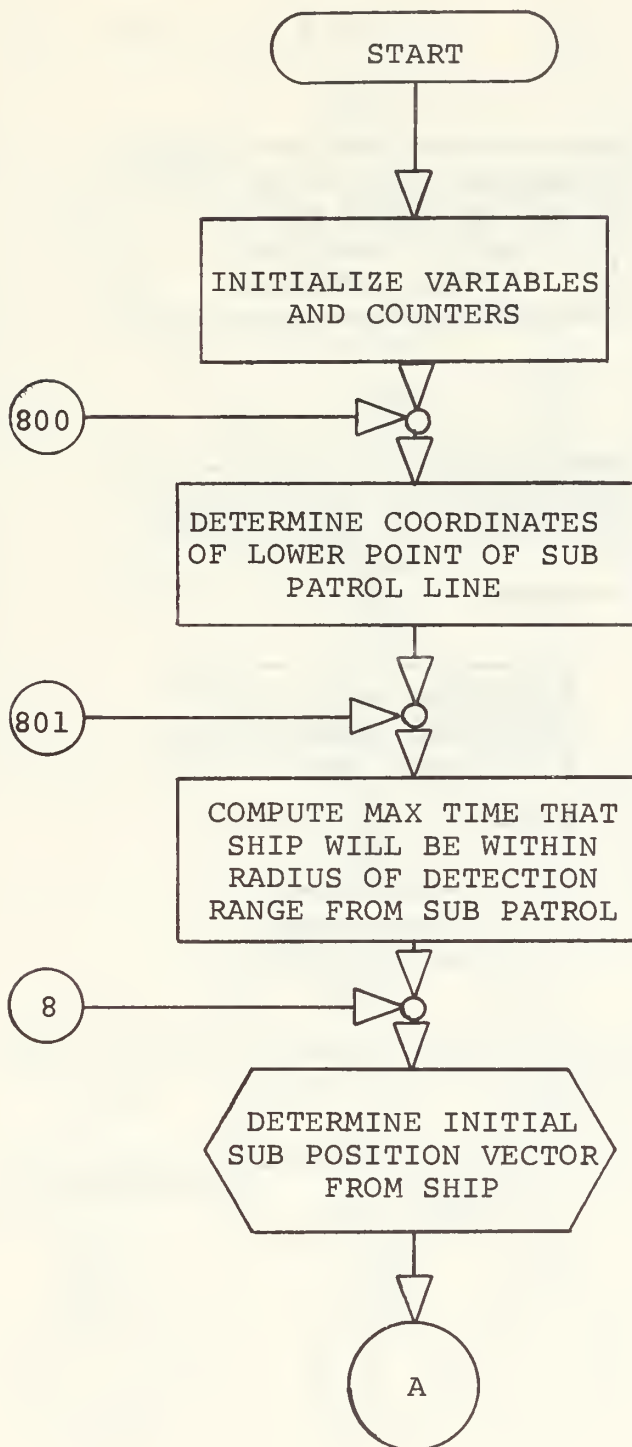 START
INITIALIZE VARIABLES
AND COUNTERS
800
DETERMINE COORDINATES
OF LOWER POINT OF SUB
PATROL LINE
801
COMPUTE MAX TIME THAT
SHIP WILL BE WITHIN
RADIUS OF DETECTION
RANGE FROM SUB PATROL
8
DETERMINE INITIAL
SUB POSITION VECTOR
FROM SHIP
A